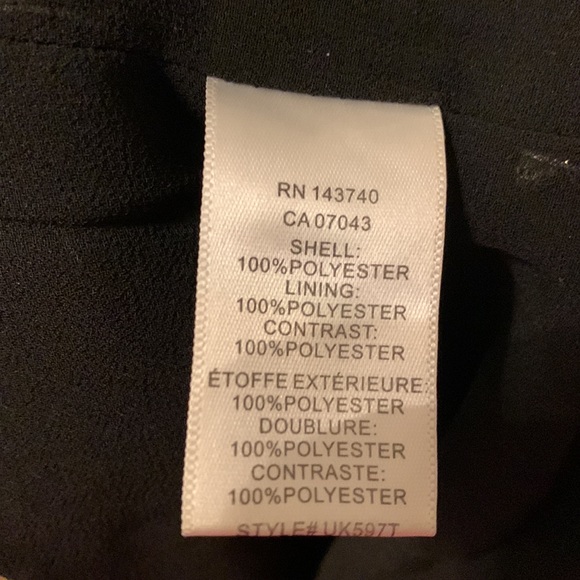 RN 143740
CA 07043
SHELL:
100%POLYESTER
LINING:
100%POLYESTER
CONTRAST:
100%POLYESTER
ÉTOFFE EXTÉRIEURE:
100%POLYESTER
DOUBLURE:
100%POLYESTER
CONTRASTE:
100%POLYESTER
STYLE# UK597T